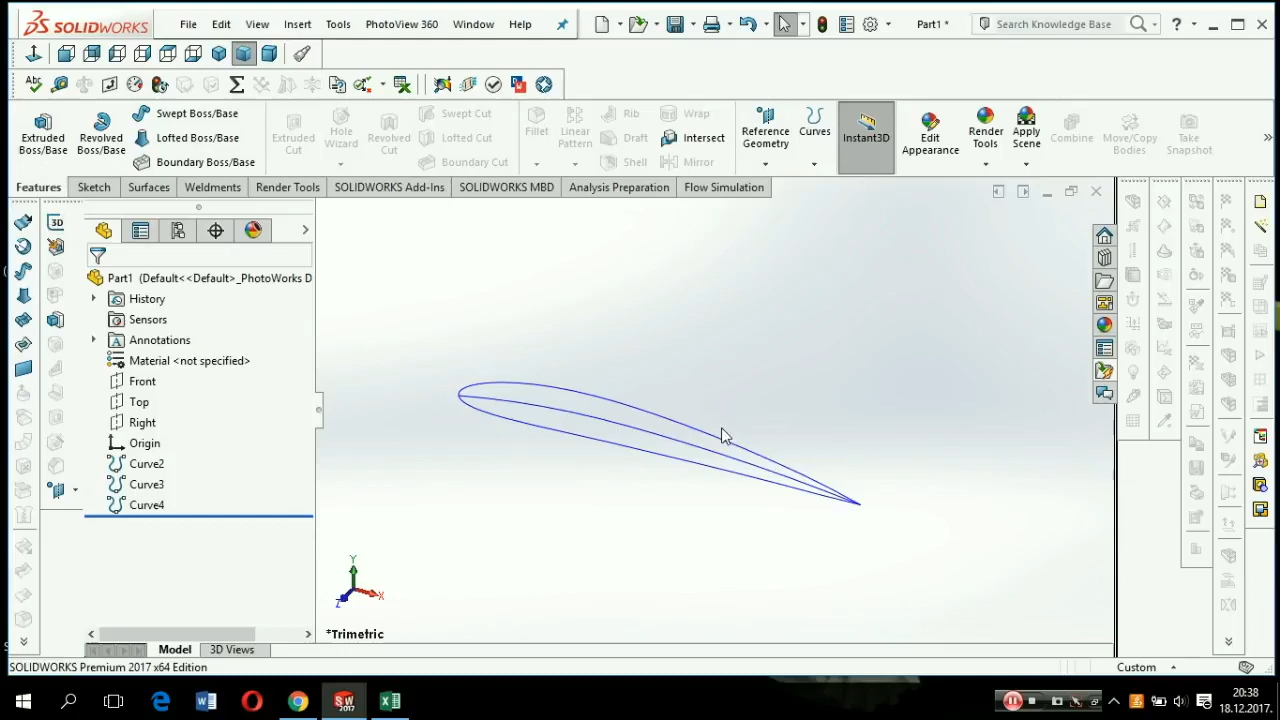 SOLIDWORKS File Edit View Insert Tools PhotoView 360 Window Help Part1 * Search Knowledge Base ?
Abc
Extruded Boss/Base
Revolved Boss/Base
Swept Boss/Base
Lofted Boss/Base
Boundary Boss/Base
Extruded Cut
Hole Wizard
Revolved Cut
Swept Cut
Lofted Cut
Boundary Cut
Fillet
Linear Pattern
Rib
Draft
Shell
Wrap
Intersect
Mirror
Reference Geometry
Curves
Instant3D
Edit Appearance
Render Tools
Apply Scene
Combine
Move/Copy Bodies
Take Snapshot
Features Sketch Surfaces Weldments Render Tools SOLIDWORKS Add-Ins SOLIDWORKS MBD Analysis Preparation Flow Simulation
3D
Part1 (Default<<Default>_PhotoWorks D
History
Sensors
Annotations
Material <not specified>
Front
Top
Right
Origin
Curve2
Curve3
Curve4
Y
X
Z
*Trimetric
Model 3D Views
SOLIDWORKS Premium 2017 x64 Edition
Custom
SW 2017
20:38
18.12.2017.